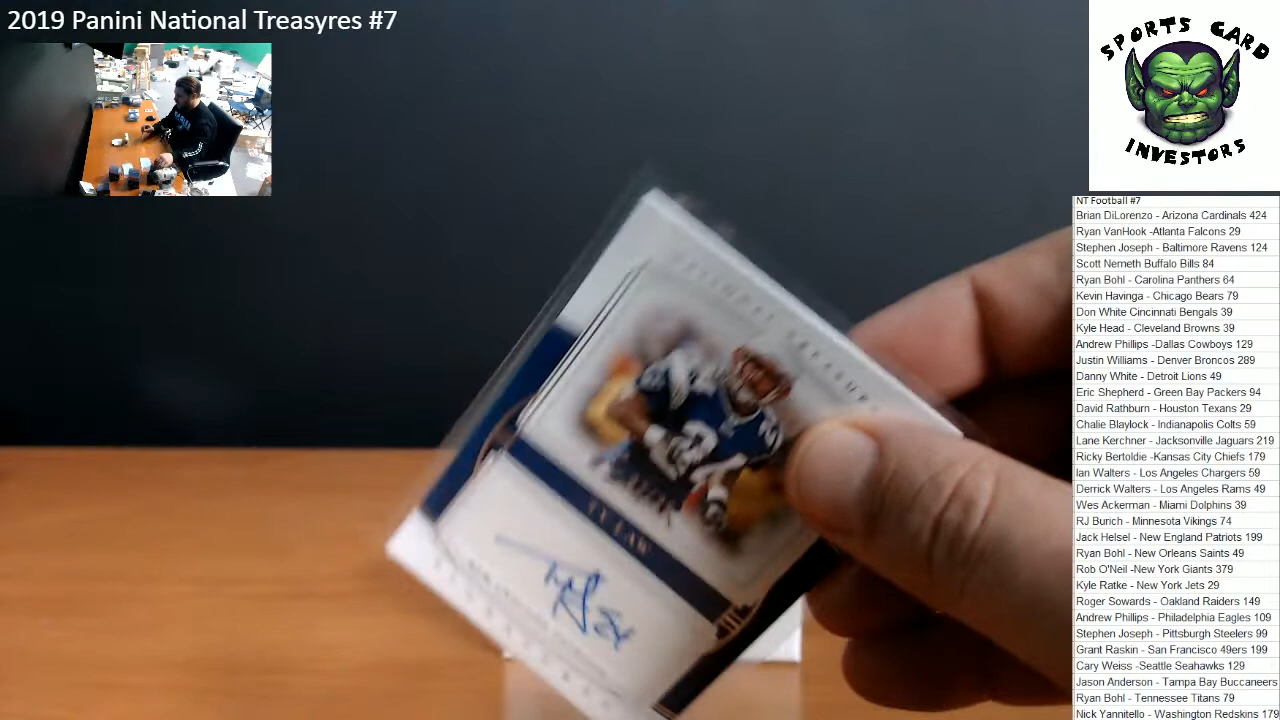 2019 Panini National Treasyres #7
SPORTS CARD
INVESTORS
NT Football #7
Brian DiLorenzo - Arizona Cardinals 424
Ryan VanHook -Atlanta Falcons 29
Stephen Joseph - Baltimore Ravens 124
Scott Nemeth Buffalo Bills 84
Ryan Bohl - Carolina Panthers 64
Kevin Havinga - Chicago Bears 79
Don White Cincinnati Bengals 39
Kyle Head - Cleveland Browns 39
Andrew Phillips -Dallas Cowboys 129
Justin Williams - Denver Broncos 289
Danny White - Detroit Lions 49
Eric Shepherd - Green Bay Packers 94
David Rathburn - Houston Texans 29
Chalie Blaylock - Indianapolis Colts 59
Lane Kerchner - Jacksonville Jaguars 219
Ricky Bertoldie -Kansas City Chiefs 179
Ian Walters - Los Angeles Chargers 59
Derrick Walters - Los Angeles Rams 49
Wes Ackerman - Miami Dolphins 39
RJ Burich - Minnesota Vikings 74
Jack Helsel - New England Patriots 199
Ryan Bohl - New Orleans Saints 49
Rob O'Neil -New York Giants 379
Kyle Ratke - New York Jets 29
Roger Sowards - Oakland Raiders 149
Andrew Phillips - Philadelphia Eagles 109
Stephen Joseph - Pittsburgh Steelers 99
Grant Raskin - San Francisco 49ers 199
Cary Weiss -Seattle Seahawks 129
Jason Anderson - Tampa Bay Buccaneers
Ryan Bohl - Tennessee Titans 79
Nick Yannitello - Washington Redskins 179
TY LAW